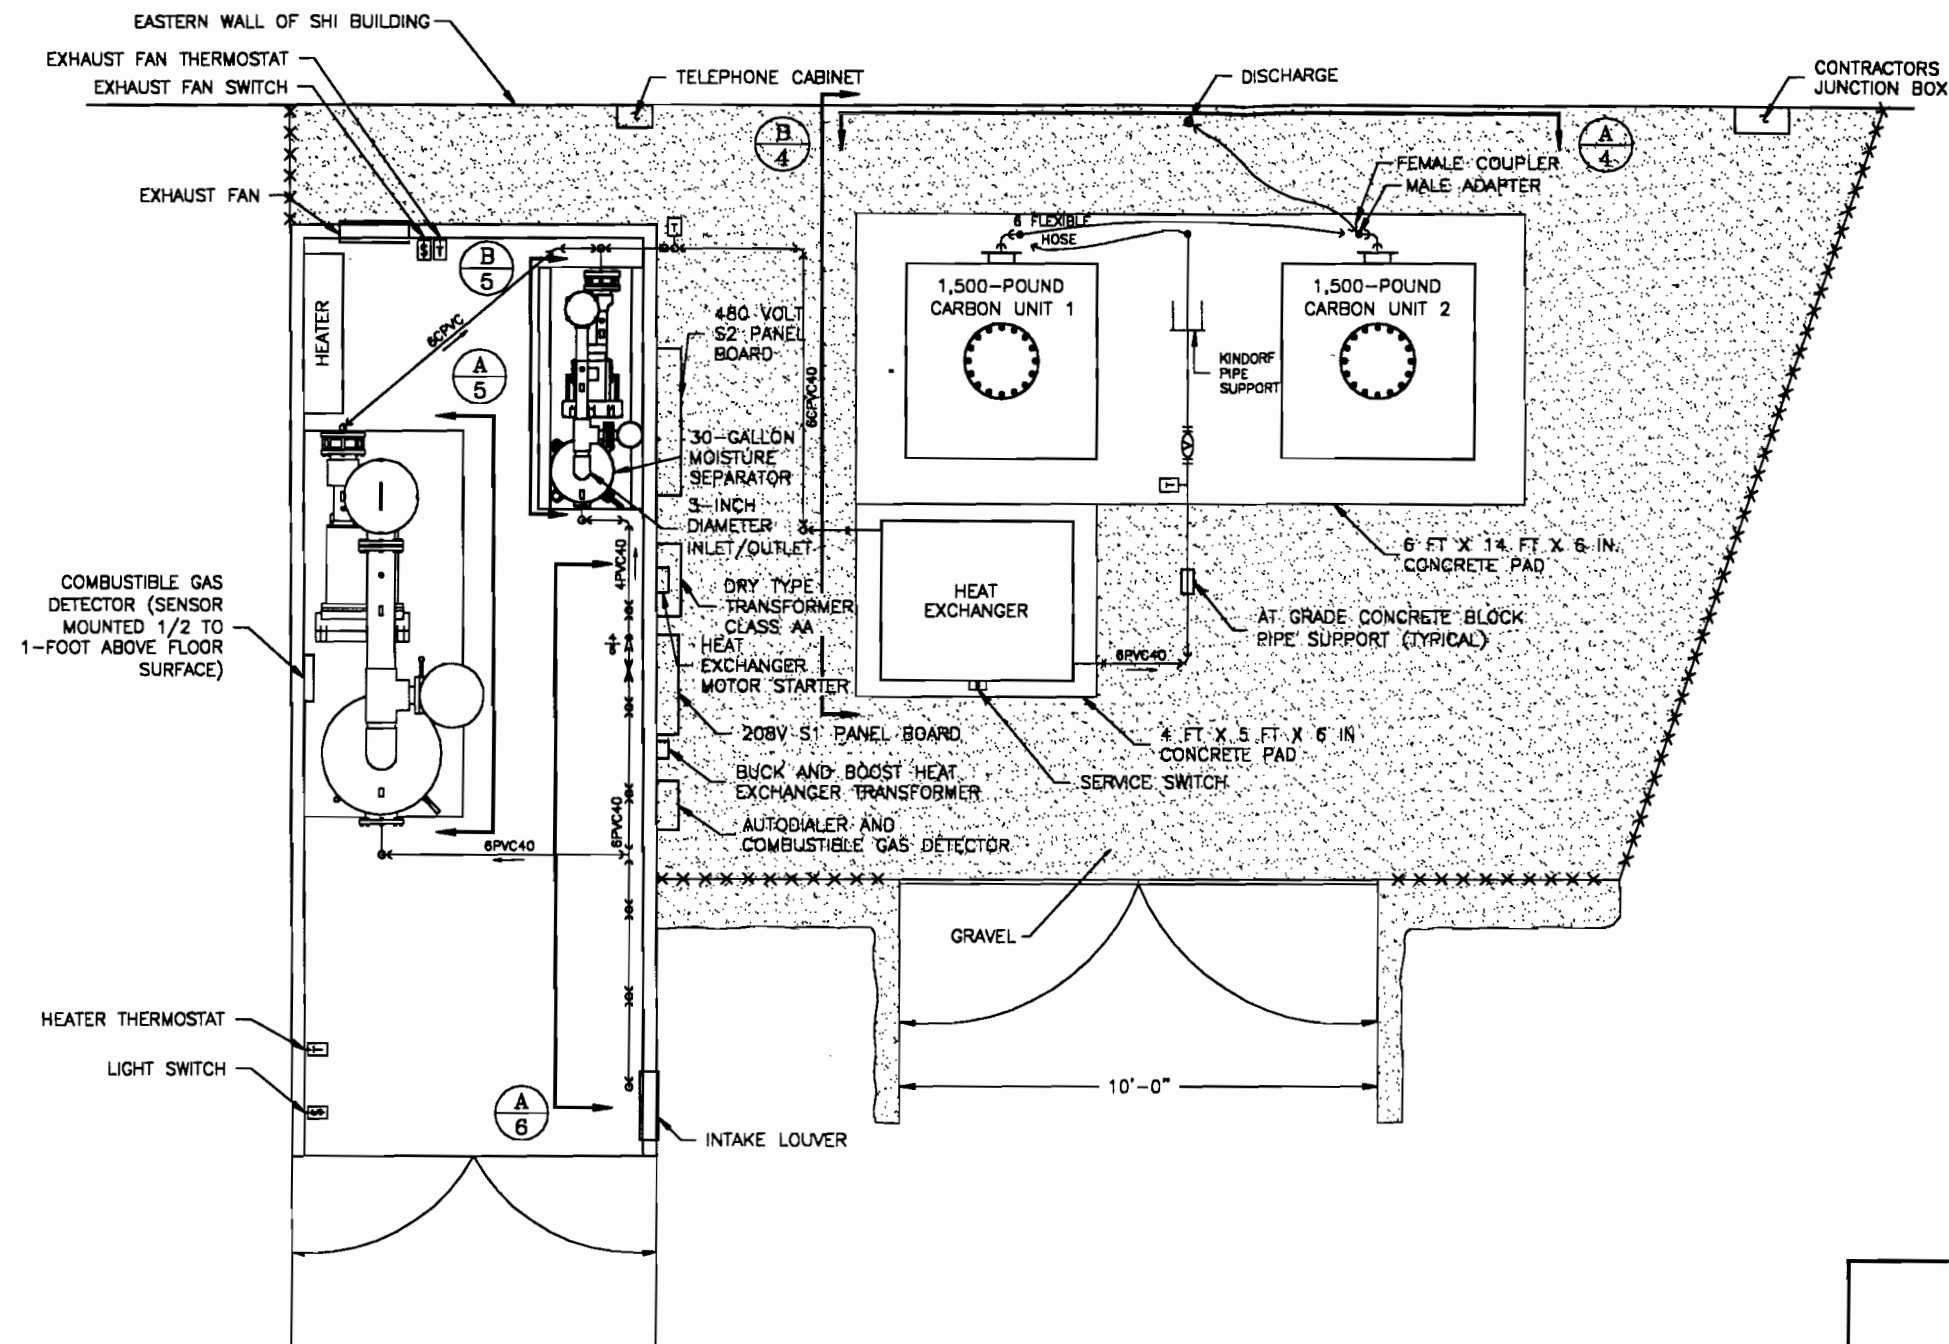 EASTERN WALL OF SHI BUILDING
EXHAUST FAN THERMOSTAT
EXHAUST FAN SWITCH
TELEPHONE CABINET
DISCHARGE
CONTRACTORS
JUNCTION BOX
B
4
A
4
FEMALE COUPLER
MALE ADAPTER
EXHAUST FAN
6 FLEXIBLE
HOSE
T
$
T
B
5
1,500-POUND
CARBON UNIT 1
1,500-POUND
CARBON UNIT 2
HEATER
6CPVC
480 VOLT
S2 PANEL
BOARD
KINDORF
PIPE
SUPPORT
A
5
6CPVC40
30-GALLON
MOISTURE
SEPARATOR
V
T
3-INCH
DIAMETER
INLET/OUTLET
6 FT X 14 FT X 6 IN
CONCRETE PAD
4PVC40
COMBUSTIBLE GAS
DETECTOR (SENSOR
MOUNTED 1/2 TO
1-FOOT ABOVE FLOOR
SURFACE)
DRY TYPE
TRANSFORMER
CLASS AA
HEAT
EXCHANGER
AT GRADE CONCRETE BLOCK
PIPE SUPPORT (TYPICAL)
HEAT
EXCHANGER
MOTOR STARTER
6PVC40
208V S1 PANEL BOARD
4 FT X 5 FT X 6 IN
CONCRETE PAD
BUCK AND BOOST HEAT
EXCHANGER TRANSFORMER
SERVICE SWITCH
AUTODIALER AND
COMBUSTIBLE GAS DETECTOR
6PVC40
6PVC40
GRAVEL
HEATER THERMOSTAT
T
LIGHT SWITCH
$
10'-0"
A
6
INTAKE LOUVER